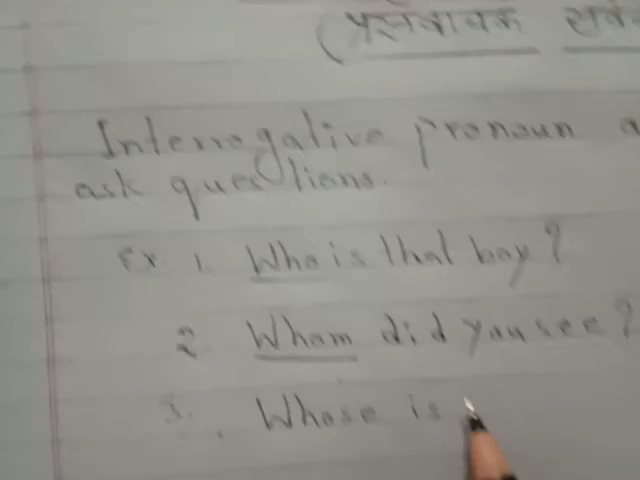 (प्रश्नवाचक सर्व
Interrogative pronoun a
ask questions.
Ex 1. Who is that boy?
2. Whom did you see?
3. Whose is